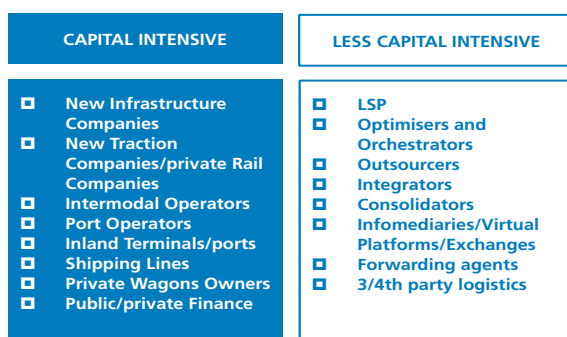 CAPITAL INTENSIVE
New Infrastructure
Companies
New Traction
Companies/private Rail
Companies
Intermodal Operators
Port Operators
Inland Terminals/ports
Shipping Lines
Private Wagons Owners
Public/private Finance
LESS CAPITAL INTENSIVE
LSP
Optimisers and
Orchestrators
Outsourcers
Integrators
Consolidators
Infomediaries/Virtual
Platforms/Exchanges
Forwarding agents
3/4th party logistics